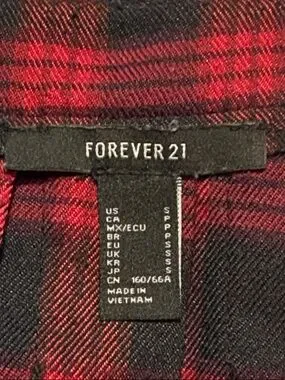 FOREVER 21
US S
CA P
MX/ECU P
BR P
EU S
UK S
KR S
JP S
CN 160/66A
MADE IN
VIETNAM